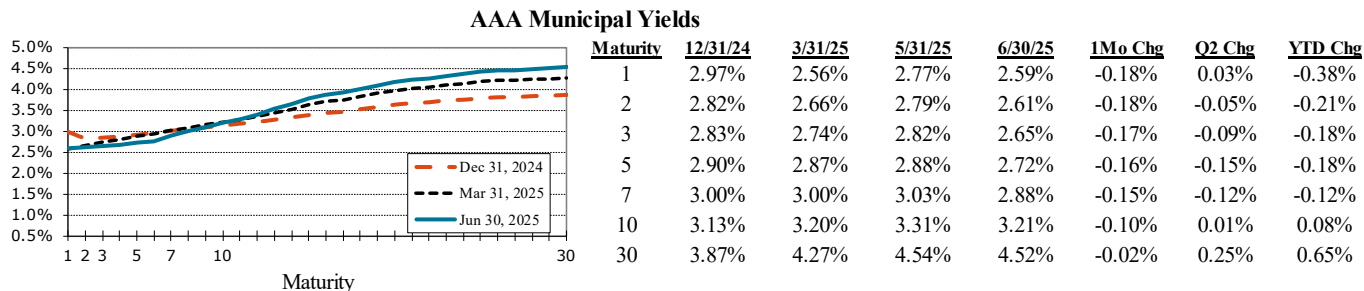 AAA Municipal Yields
5.0%
4.5%
4.0%
3.5%
3.0%
2.5%
2.0%
1.5%
1.0%
0.5%
1 2 3 5 7 10 30
Maturity
Dec 31, 2024
Mar 31, 2025
Jun 30, 2025
Maturity 12/31/24 3/31/25 5/31/25 6/30/25 1Mo Chg Q2 Chg YTD Chg
1 2.97% 2.56% 2.77% 2.59% -0.18% 0.03% -0.38%
2 2.82% 2.66% 2.79% 2.61% -0.18% -0.05% -0.21%
3 2.83% 2.74% 2.82% 2.65% -0.17% -0.09% -0.18%
5 2.90% 2.87% 2.88% 2.72% -0.16% -0.15% -0.18%
7 3.00% 3.00% 3.03% 2.88% -0.15% -0.12% -0.12%
10 3.13% 3.20% 3.31% 3.21% -0.10% 0.01% 0.08%
30 3.87% 4.27% 4.54% 4.52% -0.02% 0.25% 0.65%